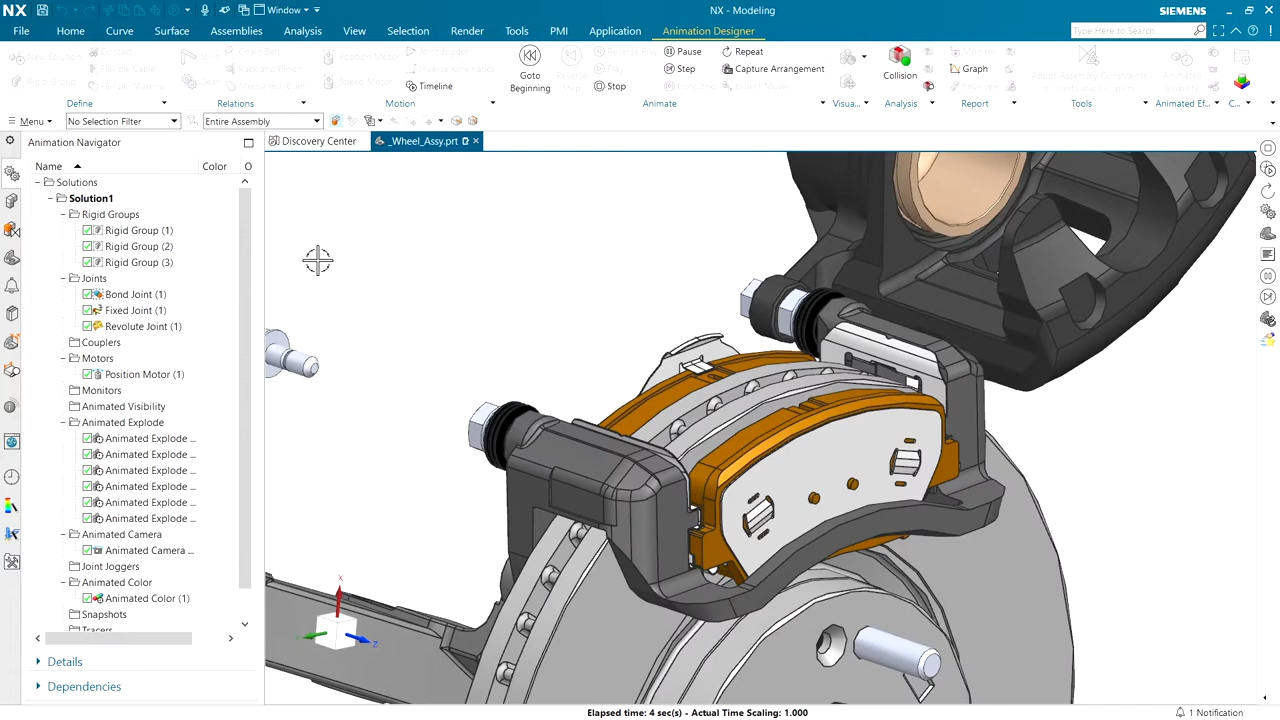 NX Window NX - Modeling SIEMENS
File Home Curve Surface Assemblies Analysis View Selection Render Tools PMI Application Animation Designer Type Here to Search
Goto Beginning
Pause
Step
Stop
Repeat
Capture Arrangement
Timeline
Collision
Graph
Define Relations Motion Animate Visua... Analysis Report Tools Animated Ef... C...
Menu No Selection Filter Entire Assembly
Animation Navigator Discovery Center _Wheel_Assy.prt
Name Color O
Solutions
Solution1
Rigid Groups
Rigid Group (1)
Rigid Group (2)
Rigid Group (3)
Joints
Bond Joint (1)
Fixed Joint (1)
Revolute Joint (1)
Couplers
Motors
Position Motor (1)
Monitors
Animated Visibility
Animated Explode
Animated Explode ...
Animated Explode ...
Animated Explode ...
Animated Explode ...
Animated Explode ...
Animated Explode ...
Animated Camera
Animated Camera ...
Joint Joggers
Animated Color
Animated Color (1)
Snapshots
Tracers
X
Z
Details
Dependencies
Elapsed time: 4 sec(s) - Actual Time Scaling: 1.000 1 Notification